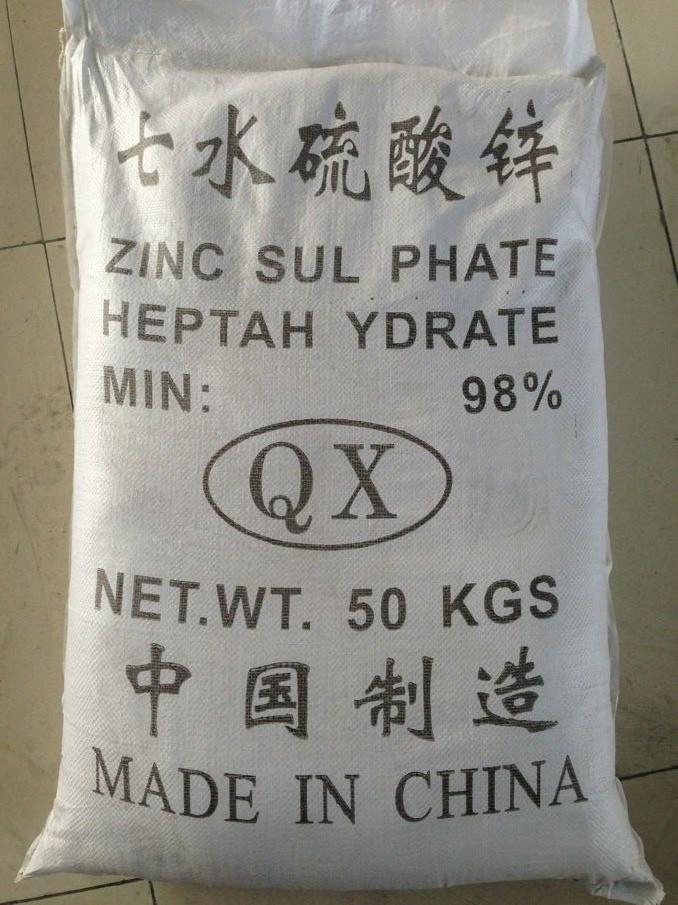 七水硫酸锌
ZINC SUL PHATE
HEPTAH YDRATE
MIN: 98%
QX
NET.WT. 50 KGS
中国制造
MADE IN CHINA